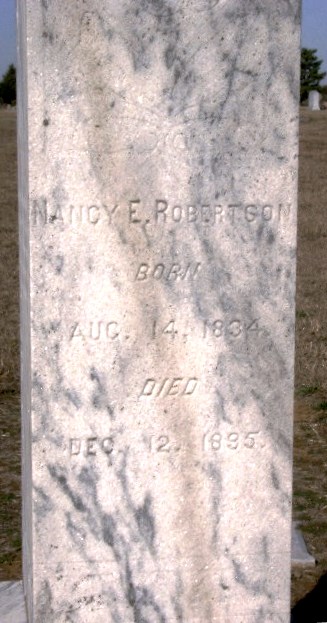 NANCY E. ROBERTSON
BORN
AUG. 14. 1834.
DIED
DEC. 12. 1895.